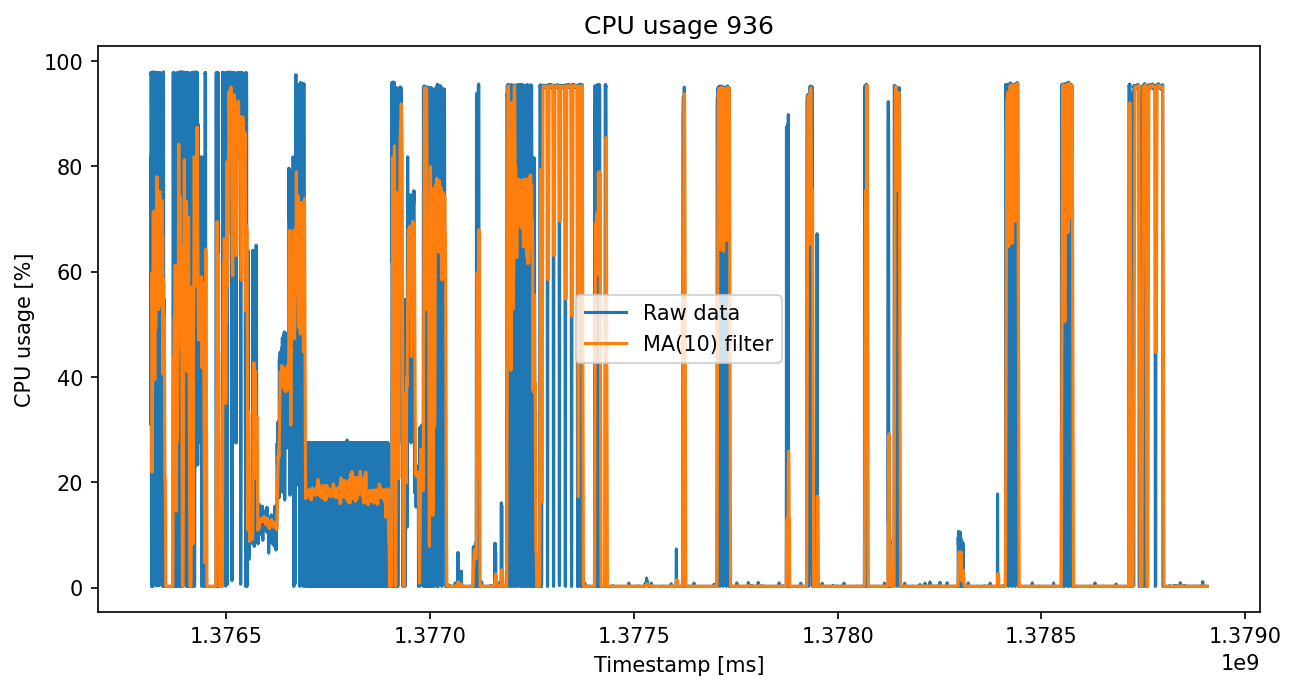 CPU usage 936
100
80
60
40
20
0
CPU usage [%]
Raw data
MA(10) filter
1.3765
1.3770
1.3775
1.3780
1.3785
1.3790
1e9
Timestamp [ms]